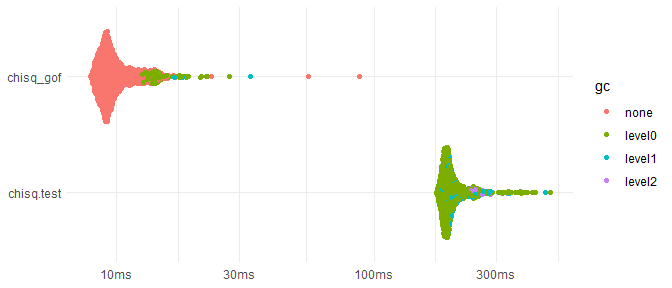 chisq_gof
chisq.test
10ms 30ms 100ms 300ms
gc
none
level0
level1
level2